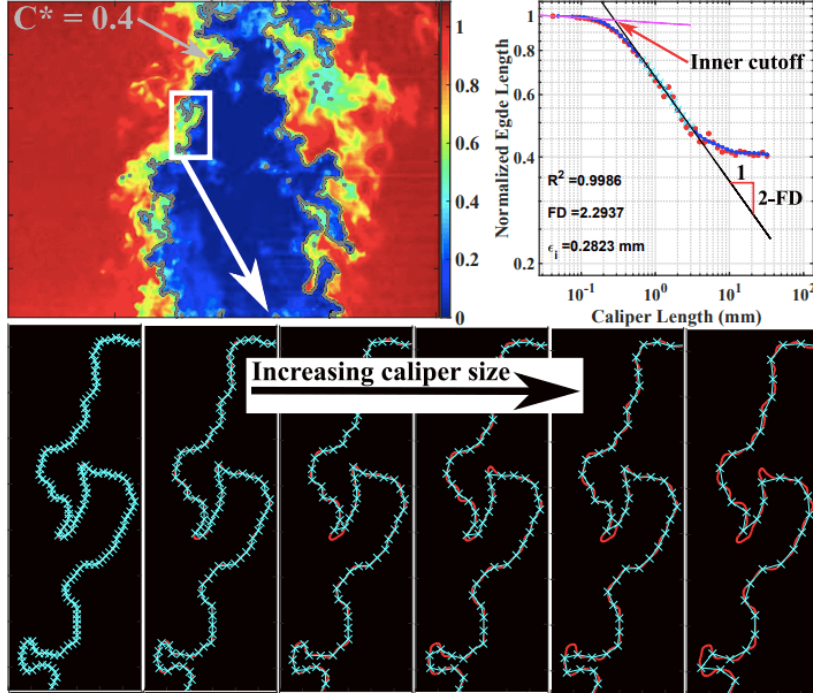 C* = 0.4
1
0.8
0.6
0.4
0.2
0
Normalized Egde Length
1
0.8
0.6
0.4
0.2
Inner cutoff
1
2-FD
R² =0.9986
FD =2.2937
ϵᵢ =0.2823 mm
10⁻¹ 10⁰ 10¹ 10²
Caliper Length (mm)
Increasing caliper size